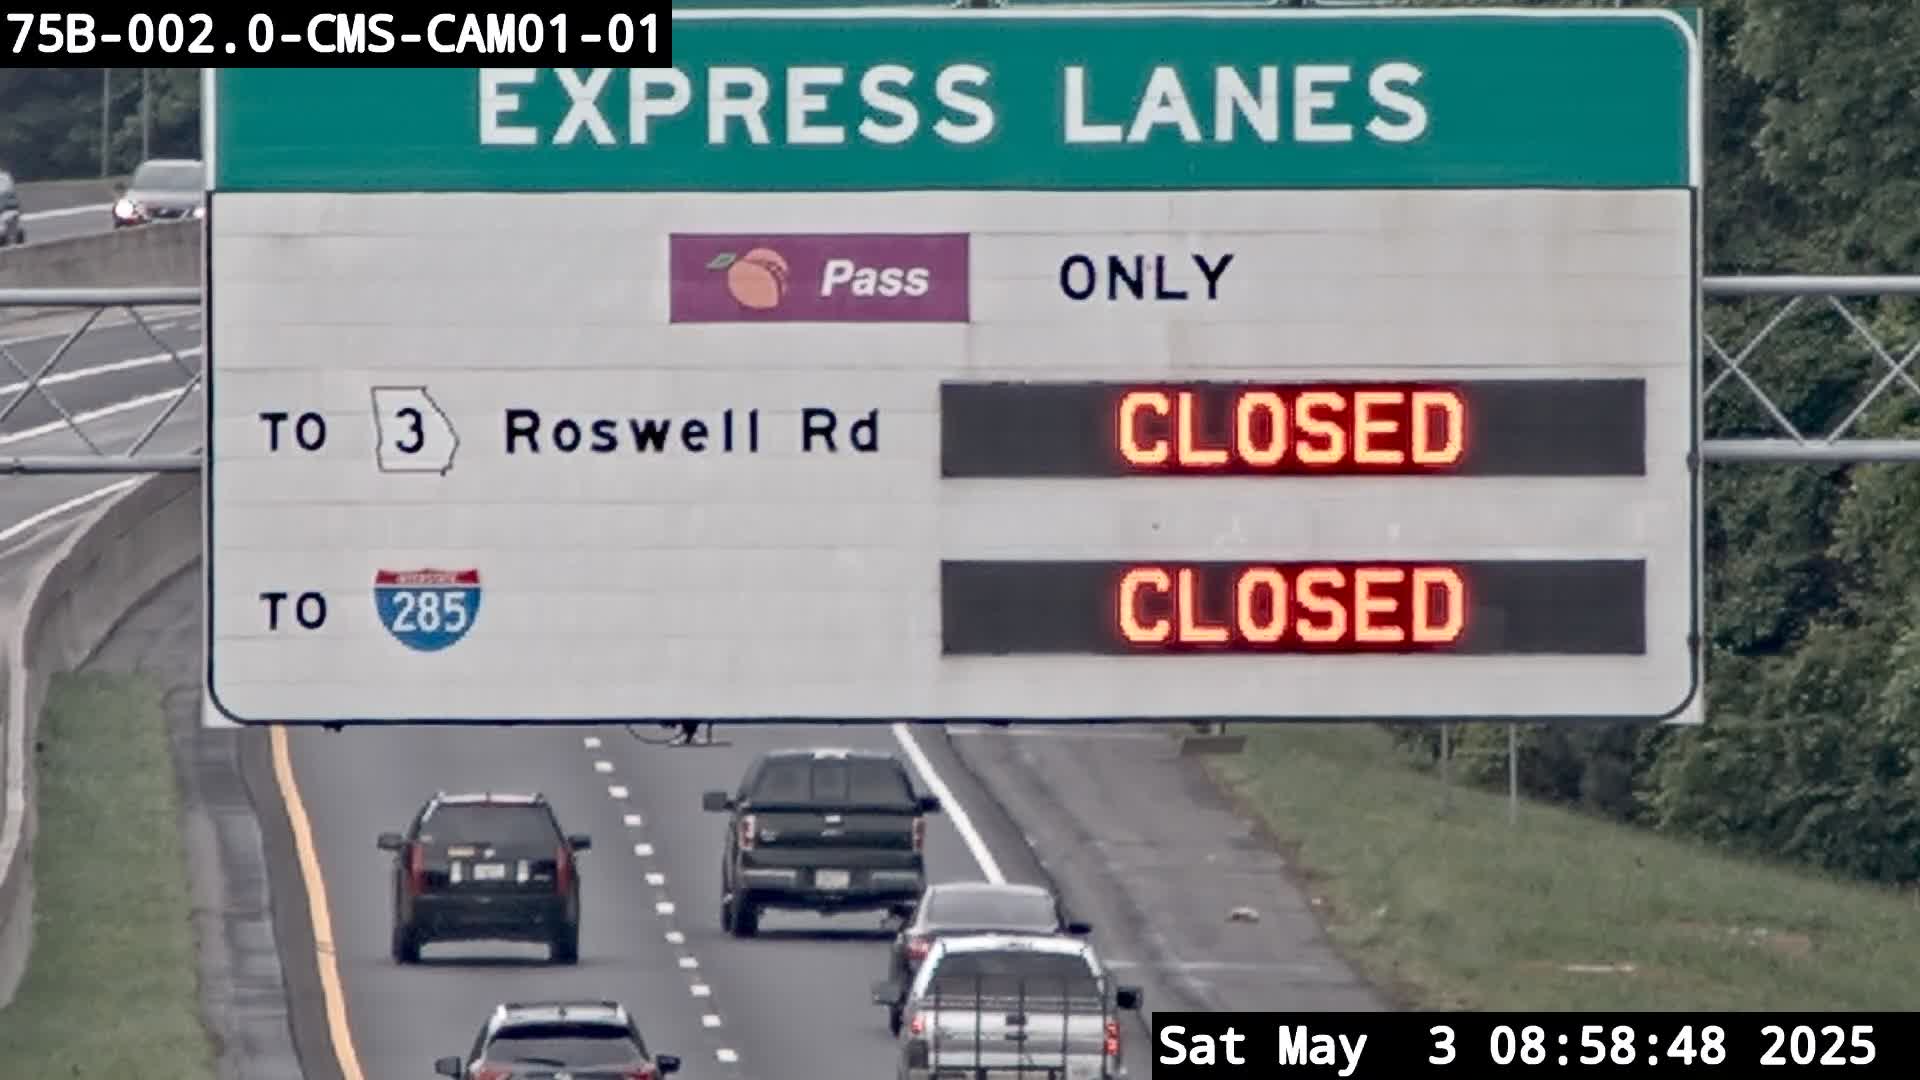 75B-002.0-CMS-CAM01-01
EXPRESS LANES
Pass ONLY
TO 3 Roswell Rd CLOSED
TO 285 CLOSED
Sat May 3 08:58:48 2025